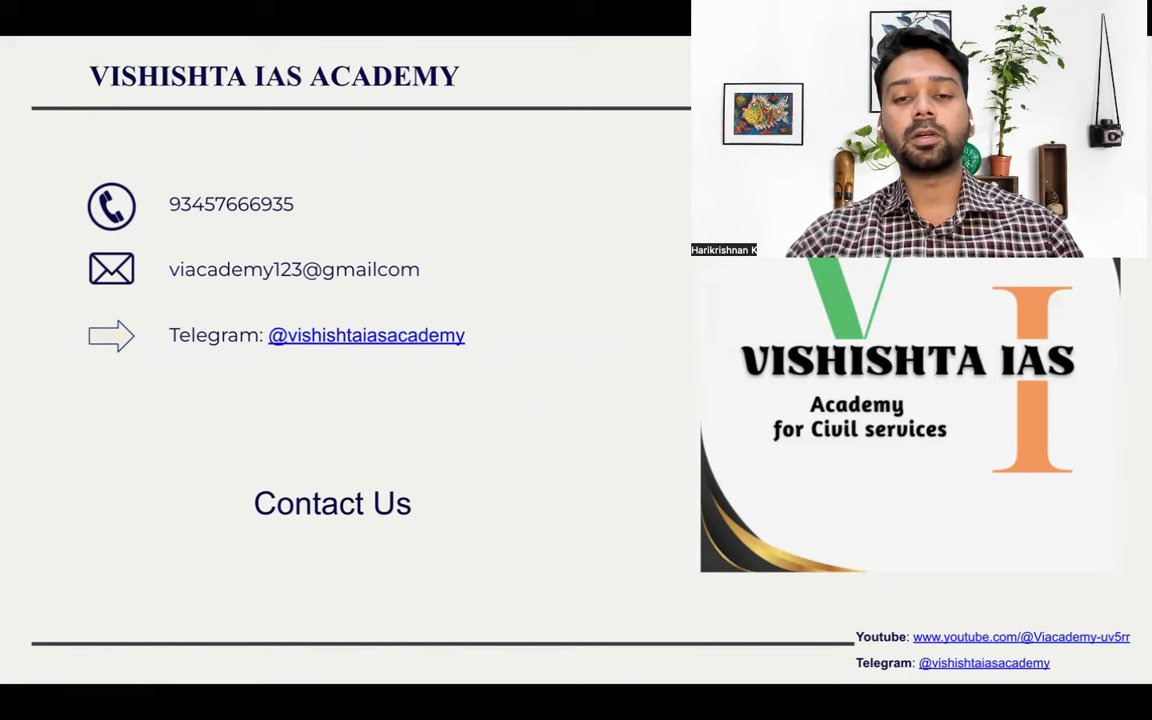 VISHISHTA IAS ACADEMY
93457666935
viacademy123@gmailcom
Telegram: @vishishtaiasacademy
Contact Us
Harikrishnan K
V I
VISHISHTA IAS
Academy
for Civil services
Youtube: www.youtube.com/@Viacademy-uv5rr
Telegram: @vishishtaiasacademy